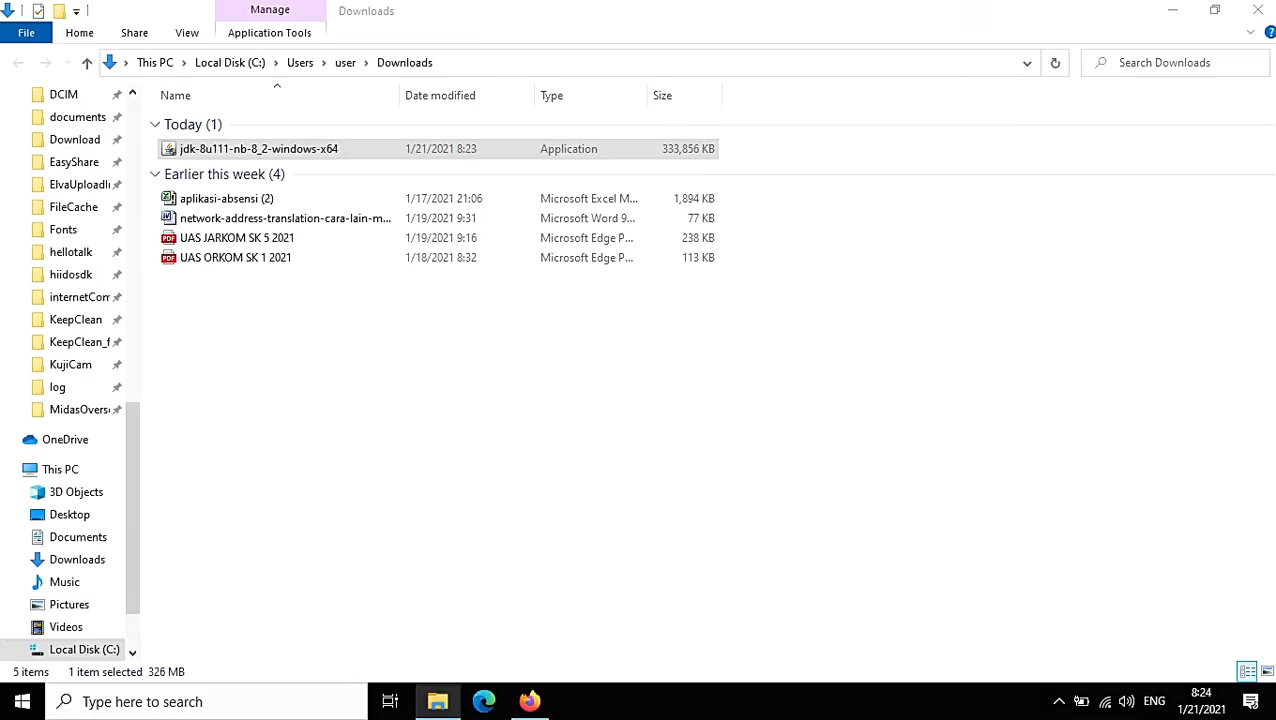 Manage
Downloads
File
Home
Share
View
Application Tools
This PC > Local Disk (C:) > Users > user > Downloads
Search Downloads
Name
Date modified
Type
Size
DCIM
documents
Download
EasyShare
ElvaUploadI
FileCache
Fonts
hellotalk
hiidosdk
internetCom
KeepClean
KeepClean_f
KujiCam
log
MidasOvers
OneDrive
This PC
3D Objects
Desktop
Documents
Downloads
Music
Pictures
Videos
Local Disk (C:)
Today (1)
jdk-8u111-nb-8_2-windows-x64 1/21/2021 8:23 Application 333,856 KB
Earlier this week (4)
aplikasi-absensi (2) 1/17/2021 21:06 Microsoft Excel M... 1,894 KB
network-address-translation-cara-lain-m... 1/19/2021 9:31 Microsoft Word 9... 77 KB
UAS JARKOM SK 5 2021 1/19/2021 9:16 Microsoft Edge P... 238 KB
UAS ORKOM SK 1 2021 1/18/2021 8:32 Microsoft Edge P... 113 KB
5 items 1 item selected 326 MB
Type here to search
ENG
8:24
1/21/2021